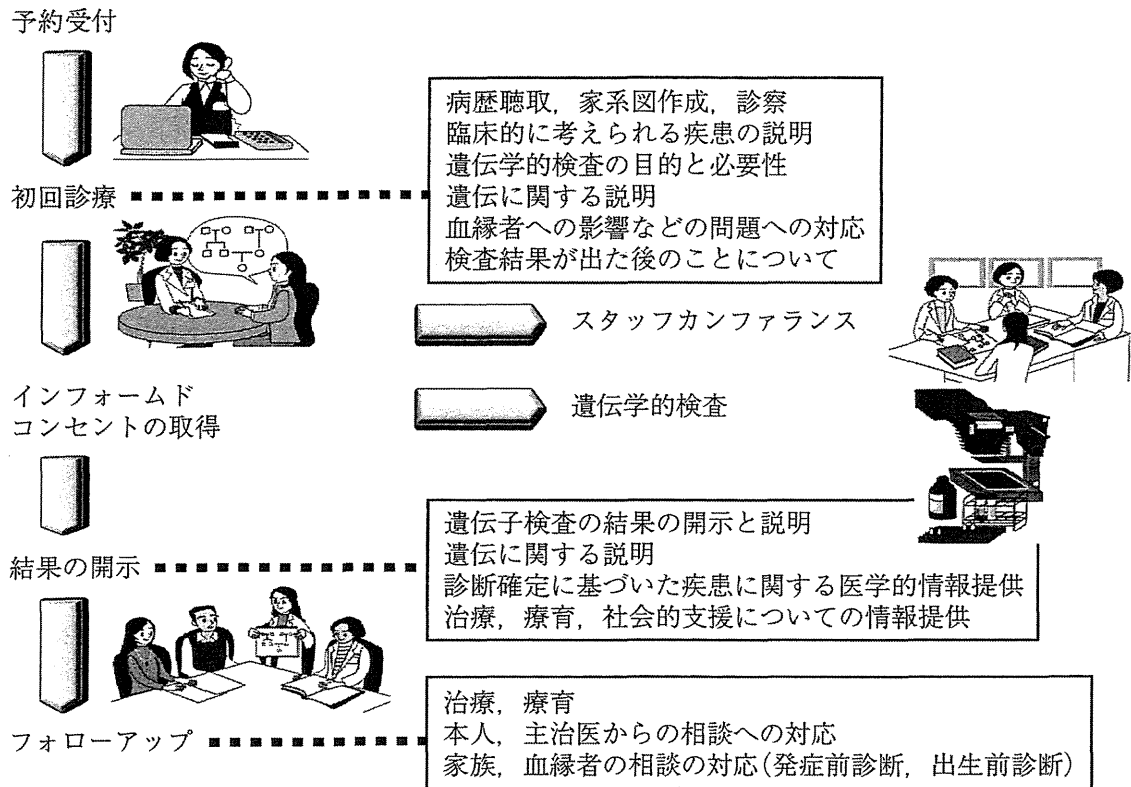 予約受付
病歴聴取，家系図作成，診察
臨床的に考えられる疾患の説明
遺伝学的検査の目的と必要性
遺伝に関する説明
血縁者への影響などの問題への対応
検査結果が出た後のことについて
初回診療
スタッフカンファランス
インフォームド
コンセントの取得
遺伝学的検査
遺伝子検査の結果の開示と説明
遺伝に関する説明
診断確定に基づいた疾患に関する医学的情報提供
治療，療育，社会的支援についての情報提供
結果の開示
治療，療育
本人，主治医からの相談への対応
家族，血縁者の相談の対応(発症前診断，出生前診断)
フォローアップ